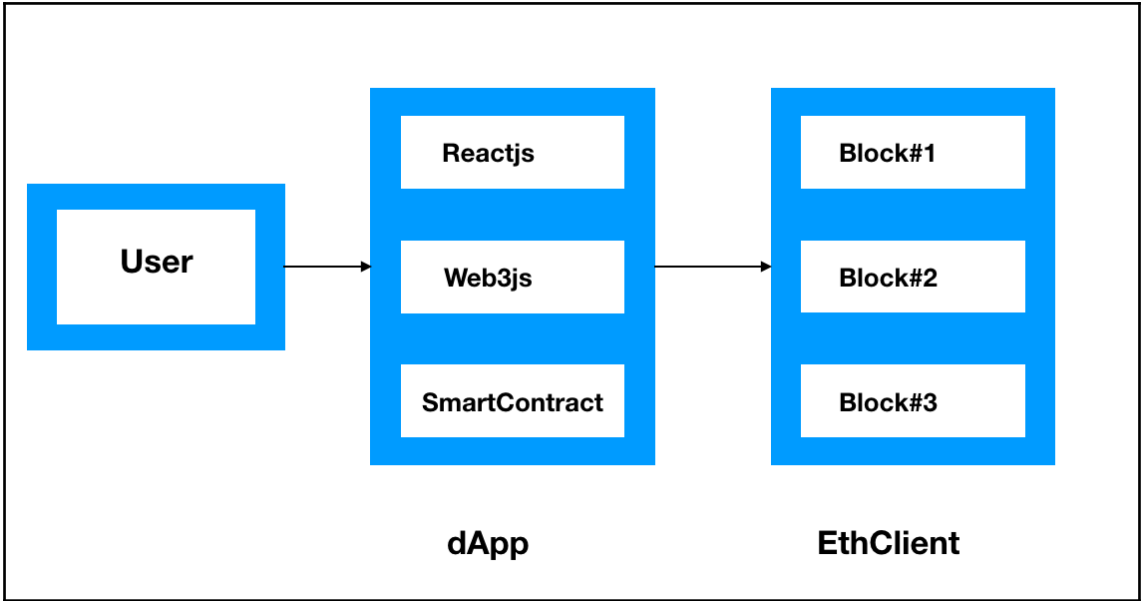 User
Reactjs
Web3js
SmartContract
dApp
Block#1
Block#2
Block#3
EthClient